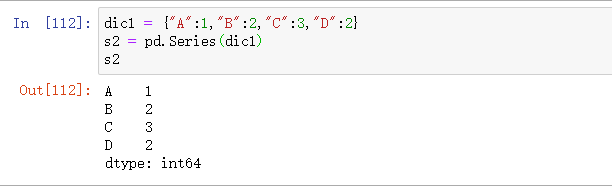 In [112]: dic1 = {"A":1,"B":2,"C":3,"D":2}
s2 = pd.Series(dic1)
s2
Out[112]: A    1
B    2
C    3
D    2
dtype: int64